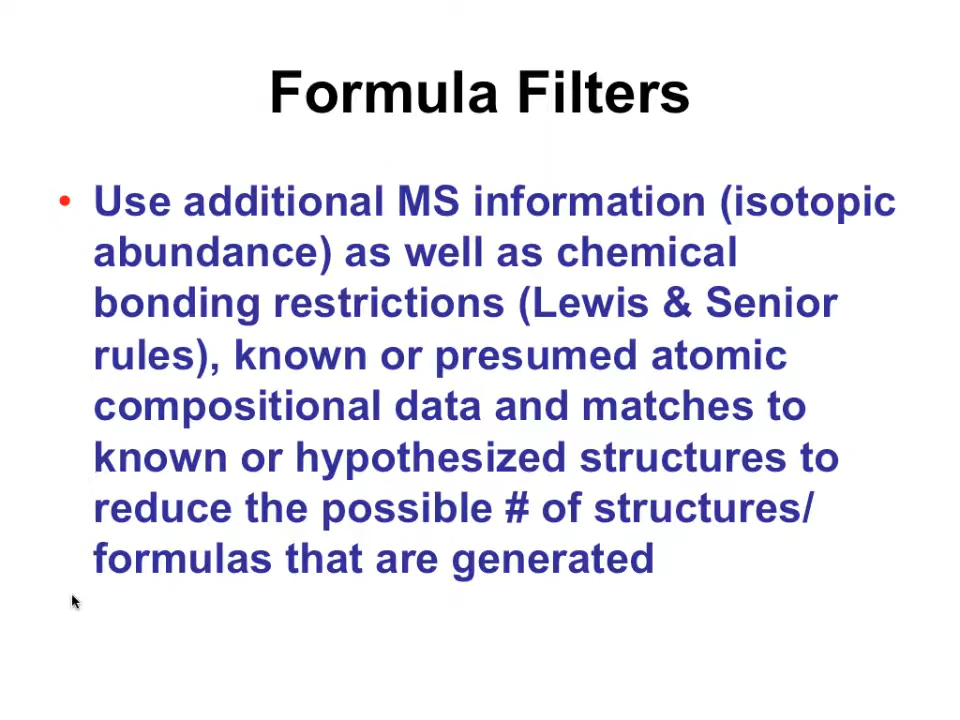 Formula Filters
• Use additional MS information (isotopic
abundance) as well as chemical
bonding restrictions (Lewis & Senior
rules), known or presumed atomic
compositional data and matches to
known or hypothesized structures to
reduce the possible # of structures/
formulas that are generated